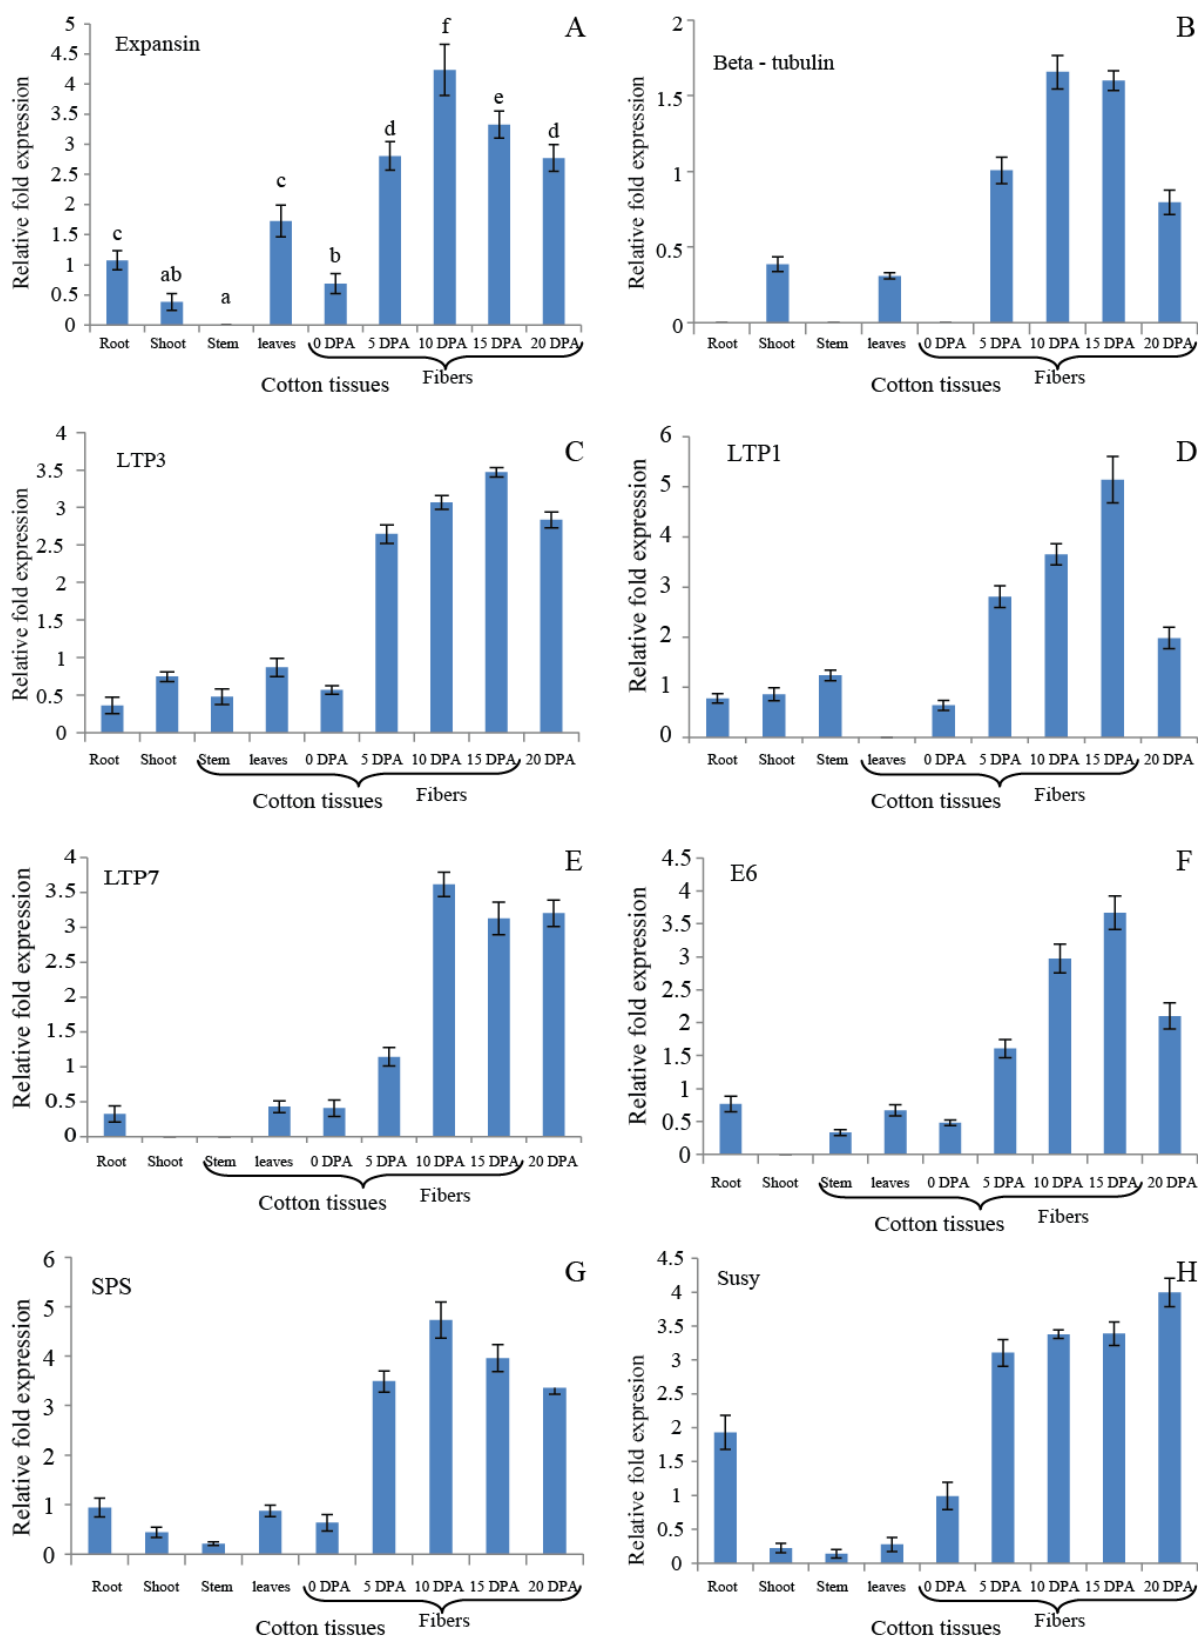 A
Expansin
Relative fold expression
5
4.5
4
3.5
3
2.5
2
1.5
1
0.5
0
c
ab
a
c
b
d
f
e
d
Root Shoot Stem leaves 0 DPA 5 DPA 10 DPA 15 DPA 20 DPA
Cotton tissues
Fibers
B
Beta - tubulin
Relative fold expression
2
1.5
1
0.5
0
Root Shoot Stem leaves 0 DPA 5 DPA 10 DPA 15 DPA 20 DPA
Cotton tissues
Fibers
C
LTP3
Relative fold expression
4
3.5
3
2.5
2
1.5
1
0.5
0
Root Shoot Stem leaves 0 DPA 5 DPA 10 DPA 15 DPA 20 DPA
Cotton tissues
Fibers
D
LTP1
Relative fold expression
6
5
4
3
2
1
0
Root Shoot Stem leaves 0 DPA 5 DPA 10 DPA 15 DPA 20 DPA
Cotton tissues
Fibers
E
LTP7
Relative fold expression
4
3.5
3
2.5
2
1.5
1
0.5
0
Root Shoot Stem leaves 0 DPA 5 DPA 10 DPA 15 DPA 20 DPA
Cotton tissues
Fibers
F
E6
Relative fold expression
4.5
4
3.5
3
2.5
2
1.5
1
0.5
0
Root Shoot Stem leaves 0 DPA 5 DPA 10 DPA 15 DPA 20 DPA
Cotton tissues
Fibers
G
SPS
Relative fold expression
6
5
4
3
2
1
0
Root Shoot Stem leaves 0 DPA 5 DPA 10 DPA 15 DPA 20 DPA
Cotton tissues
Fibers
H
Susy
Relative fold expresion
4.5
4
3.5
3
2.5
2
1.5
1
0.5
0
Root Shoot Stem leaves 0 DPA 5 DPA 10 DPA 15 DPA 20 DPA
Cotton tissues
Fibers